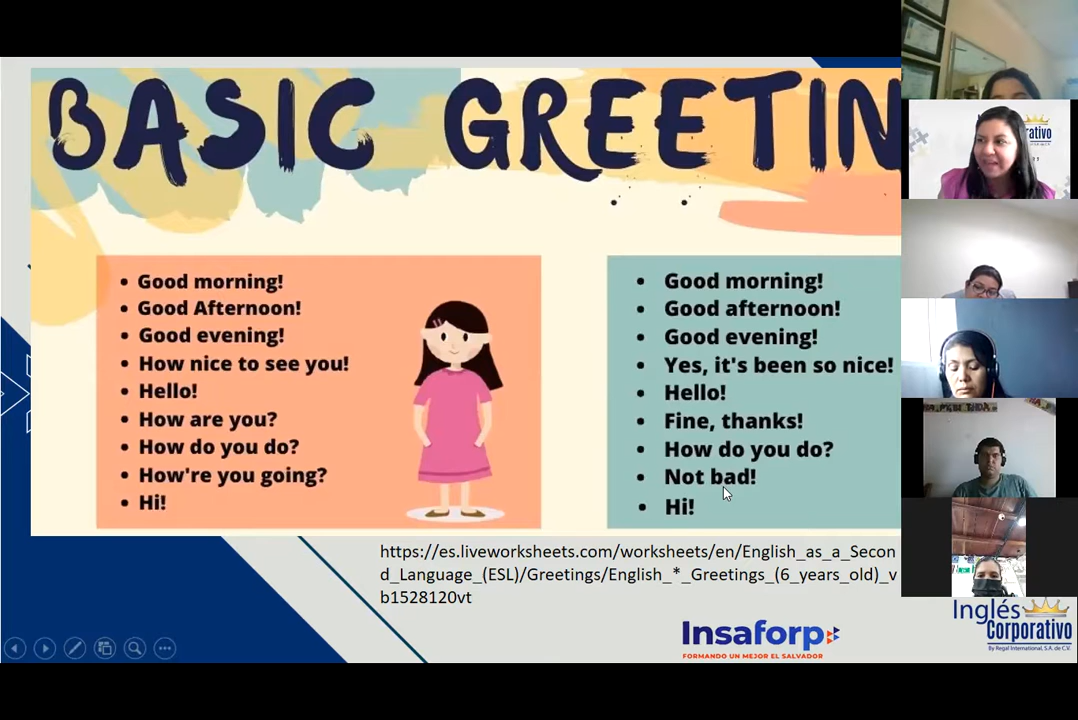 BASIC GREETIN
Good morning!
Good Afternoon!
Good evening!
How nice to see you!
Hello!
How are you?
How do you do?
How're you going?
Hi!
Good morning!
Good afternoon!
Good evening!
Yes, it's been so nice!
Hello!
Fine, thanks!
How do you do?
Not bad!
Hi!
https://es.liveworksheets.com/worksheets/en/English_as_a_Secon
d_Language_(ESL)/Greetings/English_*_Greetings_(6_years_old)_v
b1528120vt
Insaforp
FORMANDO UN MEJOR EL SALVADOR
Inglés
Corporativo
By Regal International, S.A. de C.V.
rativo